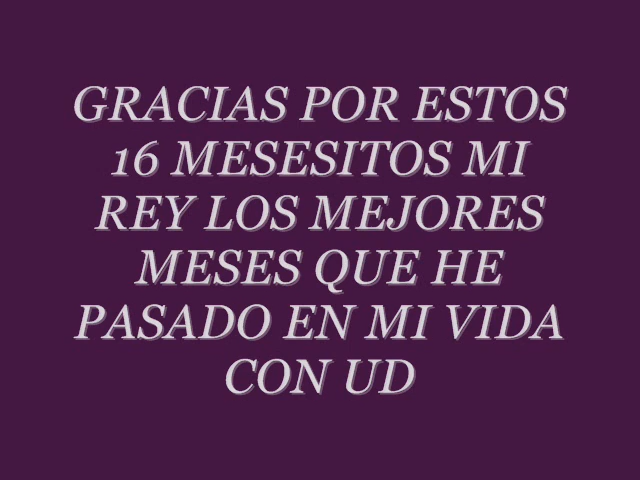 GRACIAS POR ESTOS
16 MESESITOS MI
REY LOS MEJORES
MESES QUE HE
PASADO EN MI VIDA
CON UD